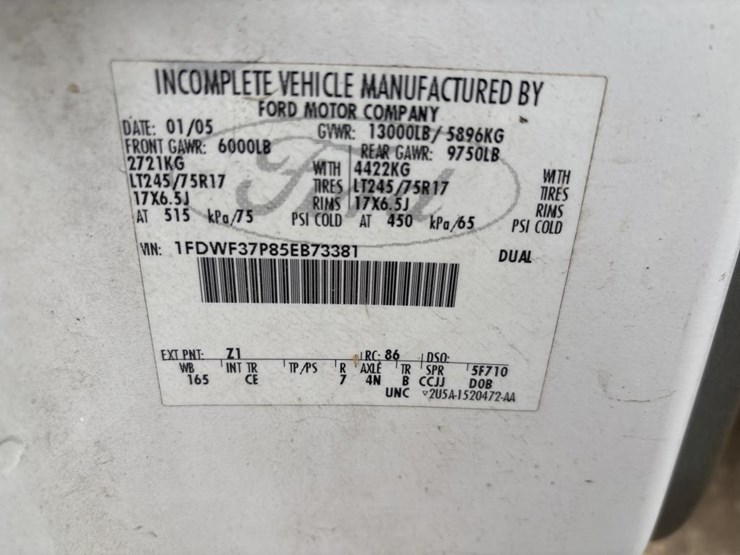 INCOMPLETE VEHICLE MANUFACTURED BY
FORD MOTOR COMPANY
DATE: 01/05 GVWR: 13000LB/ 5896KG
FRONT GAWR: 6000LB REAR GAWR: 9750LB
2721KG WITH 4422KG WITH
LT245/75R17 TIRES LT245/75R17 TIRES
17X6.5J RIMS 17X6.5J RIMS
AT 515 kPa/75 PSI COLD AT 450 kPa/65 PSI COLD
Ford
VIN: 1FDWF37P85EB73381 DUAL
EXT PNT: Z1 RC: 86 DSO:
WB INT TR TP/PS R AXLE TR SPR 5F710
165 CE 7 4N B CCJJ DOB
UNC ▿2U5A-1520472-AA